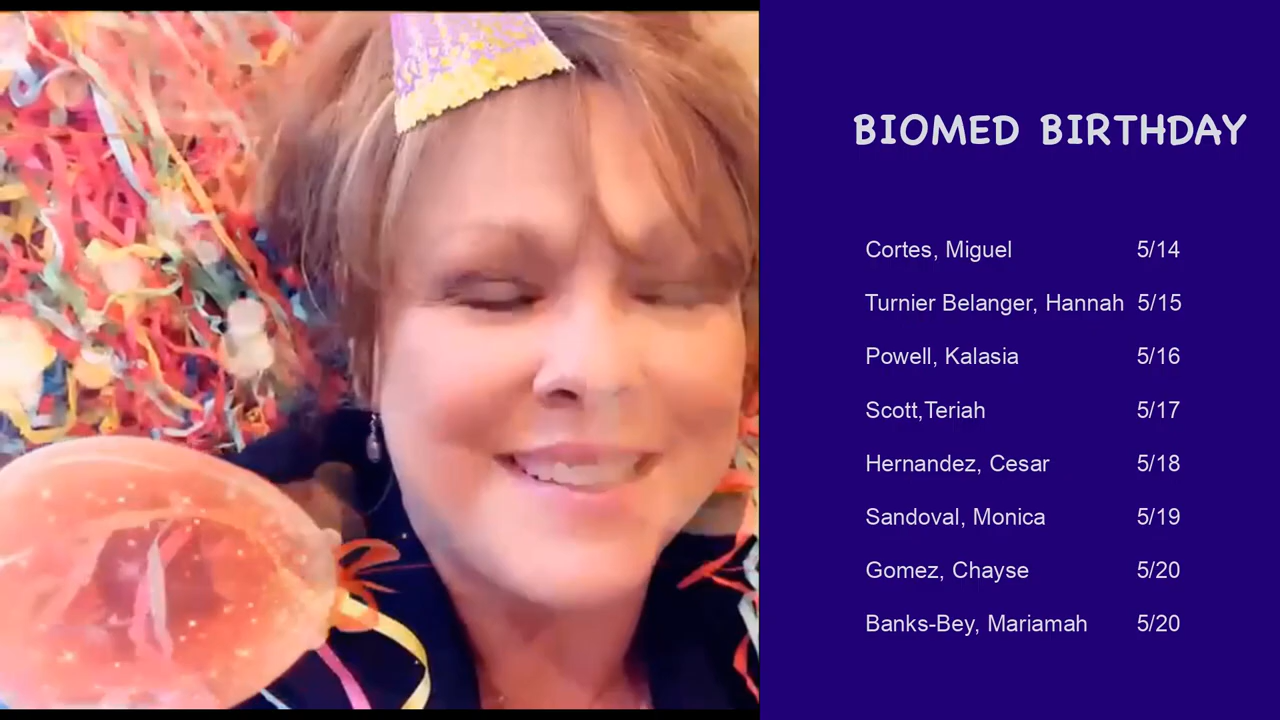 BIOMED BIRTHDAY
Cortes, Miguel 5/14
Turnier Belanger, Hannah 5/15
Powell, Kalasia 5/16
Scott,Teriah 5/17
Hernandez, Cesar 5/18
Sandoval, Monica 5/19
Gomez, Chayse 5/20
Banks-Bey, Mariamah 5/20